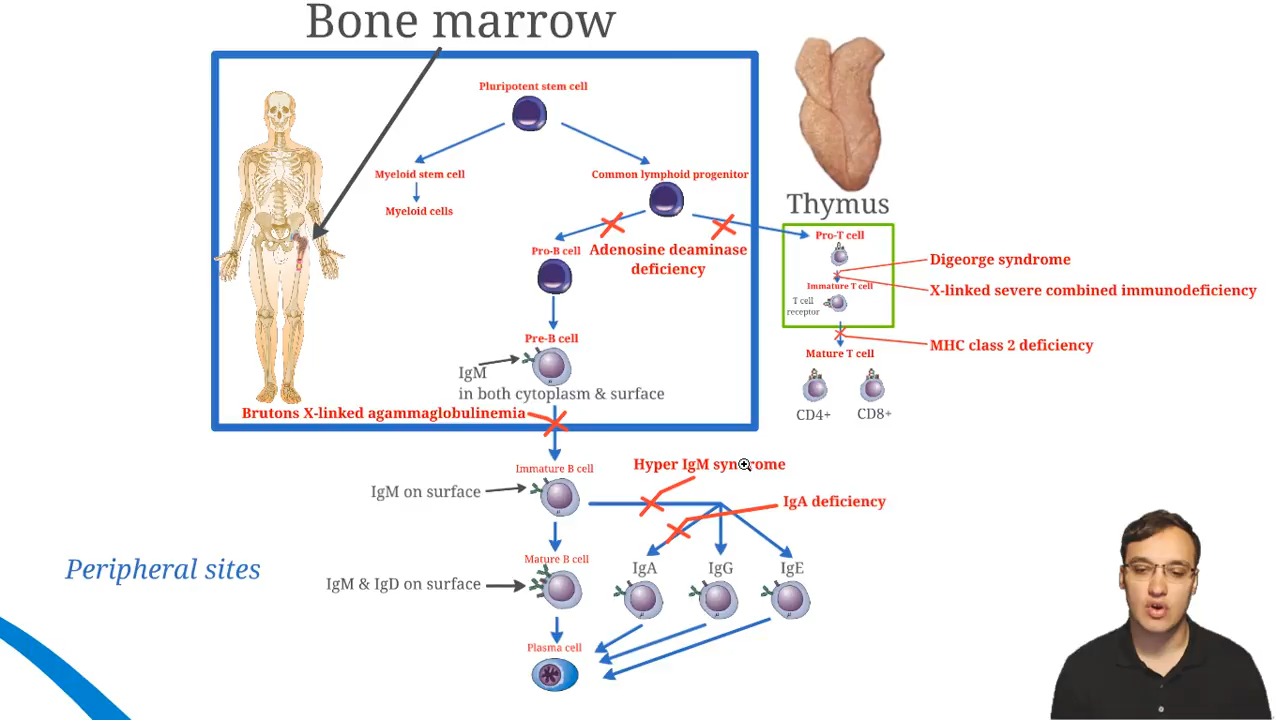 Bone marrow
Pluripotent stem cell
Myeloid stem cell
Common lymphoid progenitor
Myeloid cells
Thymus
Pro-B cell
Adenosine deaminase
deficiency
Pro-T cell
Digeorge syndrome
Immature T cell
X-linked severe combined immunodeficiency
T cell
receptor
Pre-B cell
MHC class 2 deficiency
Mature T cell
IgM
in both cytoplasm & surface
CD4+
CD8+
Brutons X-linked agammaglobulinemia
Immature B cell
Hyper IgM syndrome
IgM on surface
IgA deficiency
Mature B cell
Peripheral sites
IgM & IgD on surface
IgA
IgG
IgE
Plasma cell